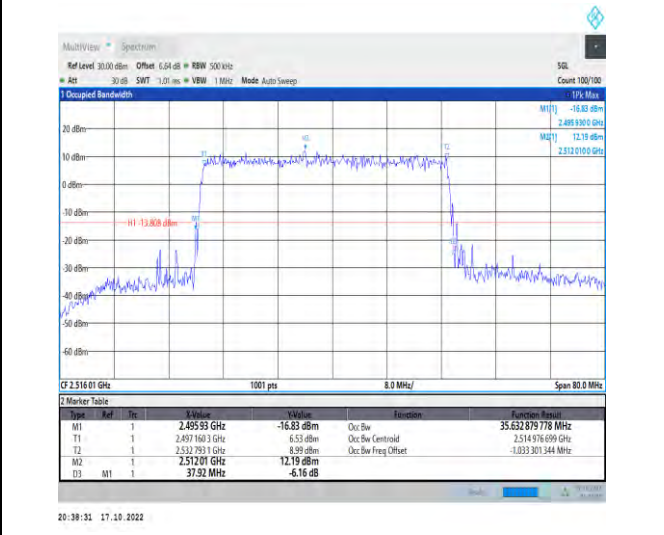 MultiView Spectrum
Ref Level 30.00 dBm Offset 6.64 dB RBW 500 kHz SGL
Att 30 dB SWT 1.01 ms VBW 1 MHz Mode Auto Sweep Count 100/100
1 Occupied Bandwidth 1Pk Max
M1[1] -16.83 dBm
2.495 930 0 GHz
M2[1] 12.19 dBm
2.512 010 0 GHz
20 dBm
10 dBm
0 dBm
-10 dBm
H1 -13.808 dBm
-20 dBm
-30 dBm
-40 dBm
-50 dBm
-60 dBm
T1
T2
M1
CF 2.516 01 GHz 1001 pts 8.0 MHz/ Span 80.0 MHz
2 Marker Table
Type Ref Trc X-Value Y-Value Function Function Result
M1 1 2.495 93 GHz -16.83 dBm Occ Bw 35.632 879 778 MHz
T1 1 2.497 160 3 GHz 6.53 dBm Occ Bw Centroid 2.514 976 699 GHz
T2 1 2.532 793 1 GHz 8.99 dBm Occ Bw Freq Offset -1.033 301 344 MHz
M2 1 2.512 01 GHz 12.19 dBm
D3 M1 1 37.92 MHz -6.16 dB
20:38:31 17.10.2022